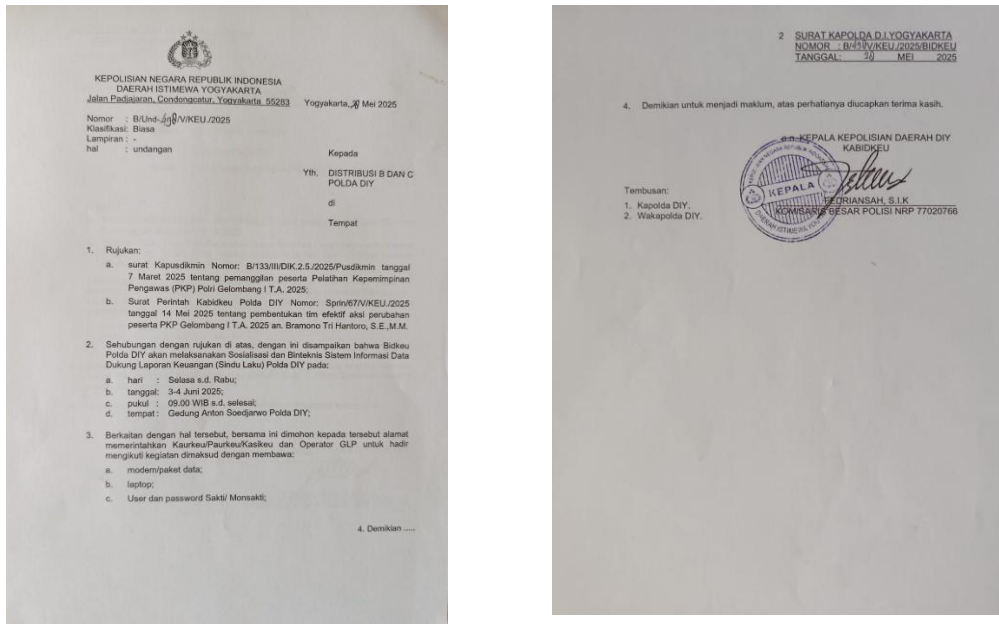 KEPOLISIAN NEGARA REPUBLIK INDONESIA
DAERAH ISTIMEWA YOGYAKARTA
Jalan Padjajaran, Condongcatur, Yogyakarta 55283
Yogyakarta, 28 Mei 2025
Nomor : B/Und-498/V/KEU./2025
Klasifikasi: Biasa
Lampiran : -
hal : undangan
Kepada
Yth. DISTRIBUSI B DAN C
POLDA DIY
di
Tempat
1. Rujukan:
a. surat Kapusdikmin Nomor: B/133/III/DIK.2.5./2025/Pusdikmin tanggal
7 Maret 2025 tentang pemanggilan peserta Pelatihan Kepemimpinan
Pengawas (PKP) Polri Gelombang I T.A. 2025;
b. Surat Perintah Kabidkeu Polda DIY Nomor: Sprin/67/V/KEU./2025
tanggal 14 Mei 2025 tentang pembentukan tim efektif aksi perubahan
peserta PKP Gelombang I T.A. 2025 an. Bramono Tri Hantoro, S.E.,M.M.
2. Sehubungan dengan rujukan di atas, dengan ini disampaikan bahwa Bidkeu
Polda DIY akan melaksanakan Sosialisasi dan Binteknis Sistem Informasi Data
Dukung Laporan Keuangan (Sindu Laku) Polda DIY pada:
a. hari : Selasa s.d. Rabu;
b. tanggal: 3-4 Juni 2025;
c. pukul : 09.00 WIB s.d. selesai;
d. tempat : Gedung Anton Soedjarwo Polda DIY;
3. Berkaitan dengan hal tersebut, bersama ini dimohon kepada tersebut alamat
memerintahkan Kaurkeu/Paurkeu/Kasikeu dan Operator GLP untuk hadir
mengikuti kegiatan dimaksud dengan membawa:
a. modem/paket data;
b. laptop;
c. User dan password Sakti/ Monsakti;
4. Demikian .....
2 SURAT KAPOLDA D.I.YOGYAKARTA
NOMOR : B/498/V/KEU./2025/BIDKEU
TANGGAL: 28 MEI 2025
4. Demikian untuk menjadi maklum, atas perhatianya diucapkan terima kasih.
a.n. KEPALA KEPOLISIAN DAERAH DIY
KABIDKEU
KEPALA
DAERAH ISTIMEWA
FEDRIANSAH, S.I.K
KOMISARIS BESAR POLISI NRP 77020766
Tembusan:
1. Kapolda DIY.
2. Wakapolda DIY.